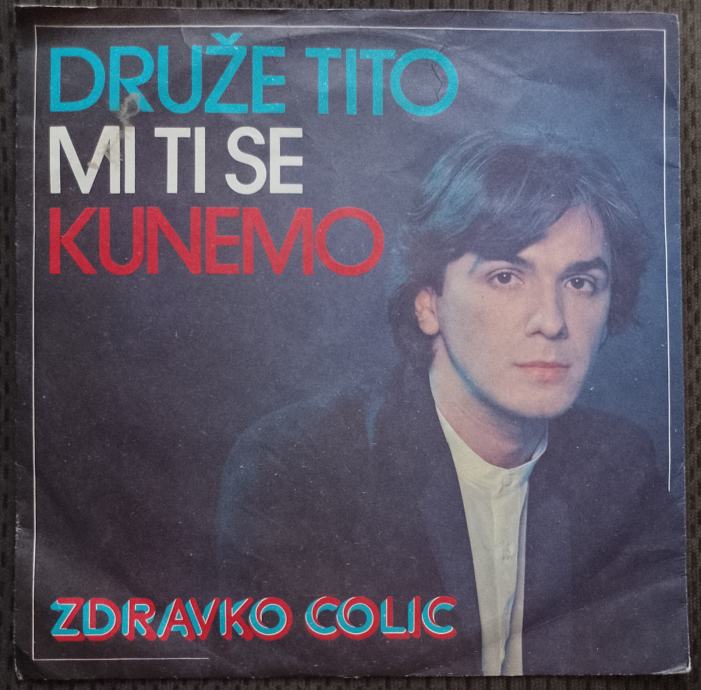 DRUŽE TITO
MI TI SE
KUNEMO
ZDRAVKO COLIC